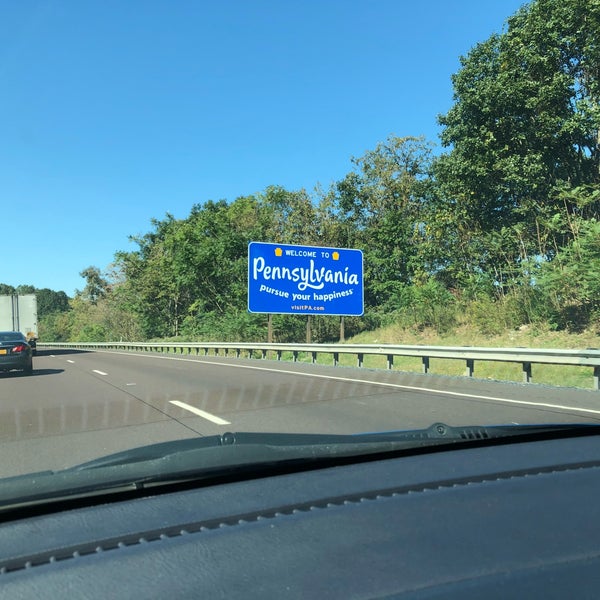 WELCOME TO
Pennsylvania
Pursue your happiness
visitPA.com